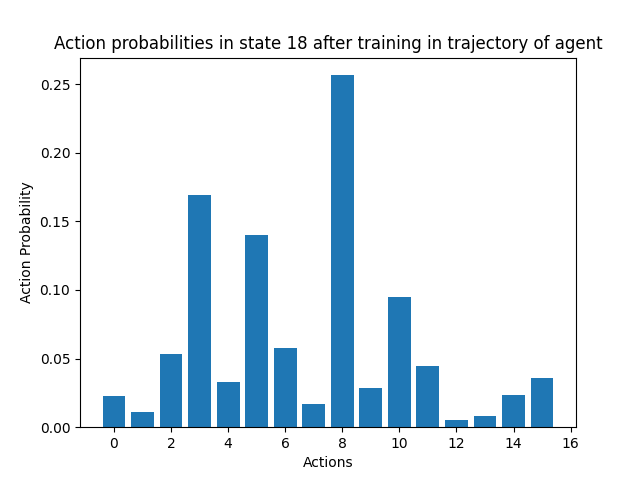 Action probabilities in state 18 after training in trajectory of agent
0.25
0.20
0.15
0.10
0.05
0.00
Action Probability
0 2 4 6 8 10 12 14 16
Actions